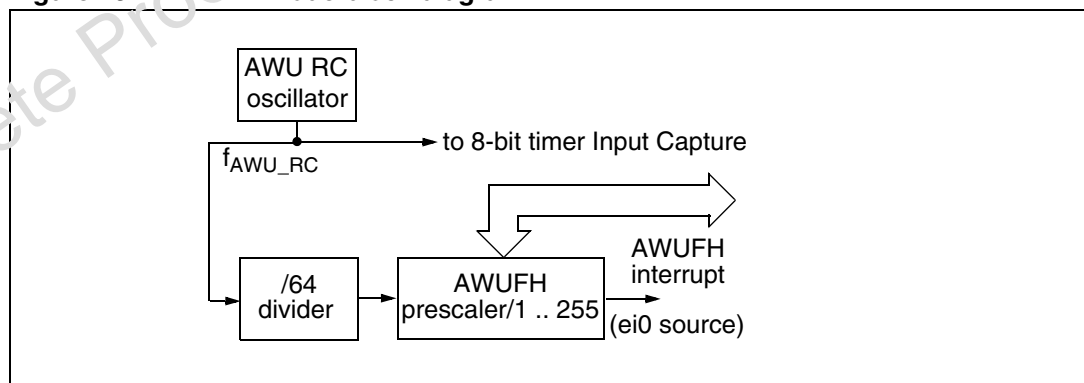 AWU RC
oscillator
to 8-bit timer Input Capture
fAWU_RC
AWUFH
interrupt
/64
divider
AWUFH
prescaler/1 .. 255
(ei0 source)